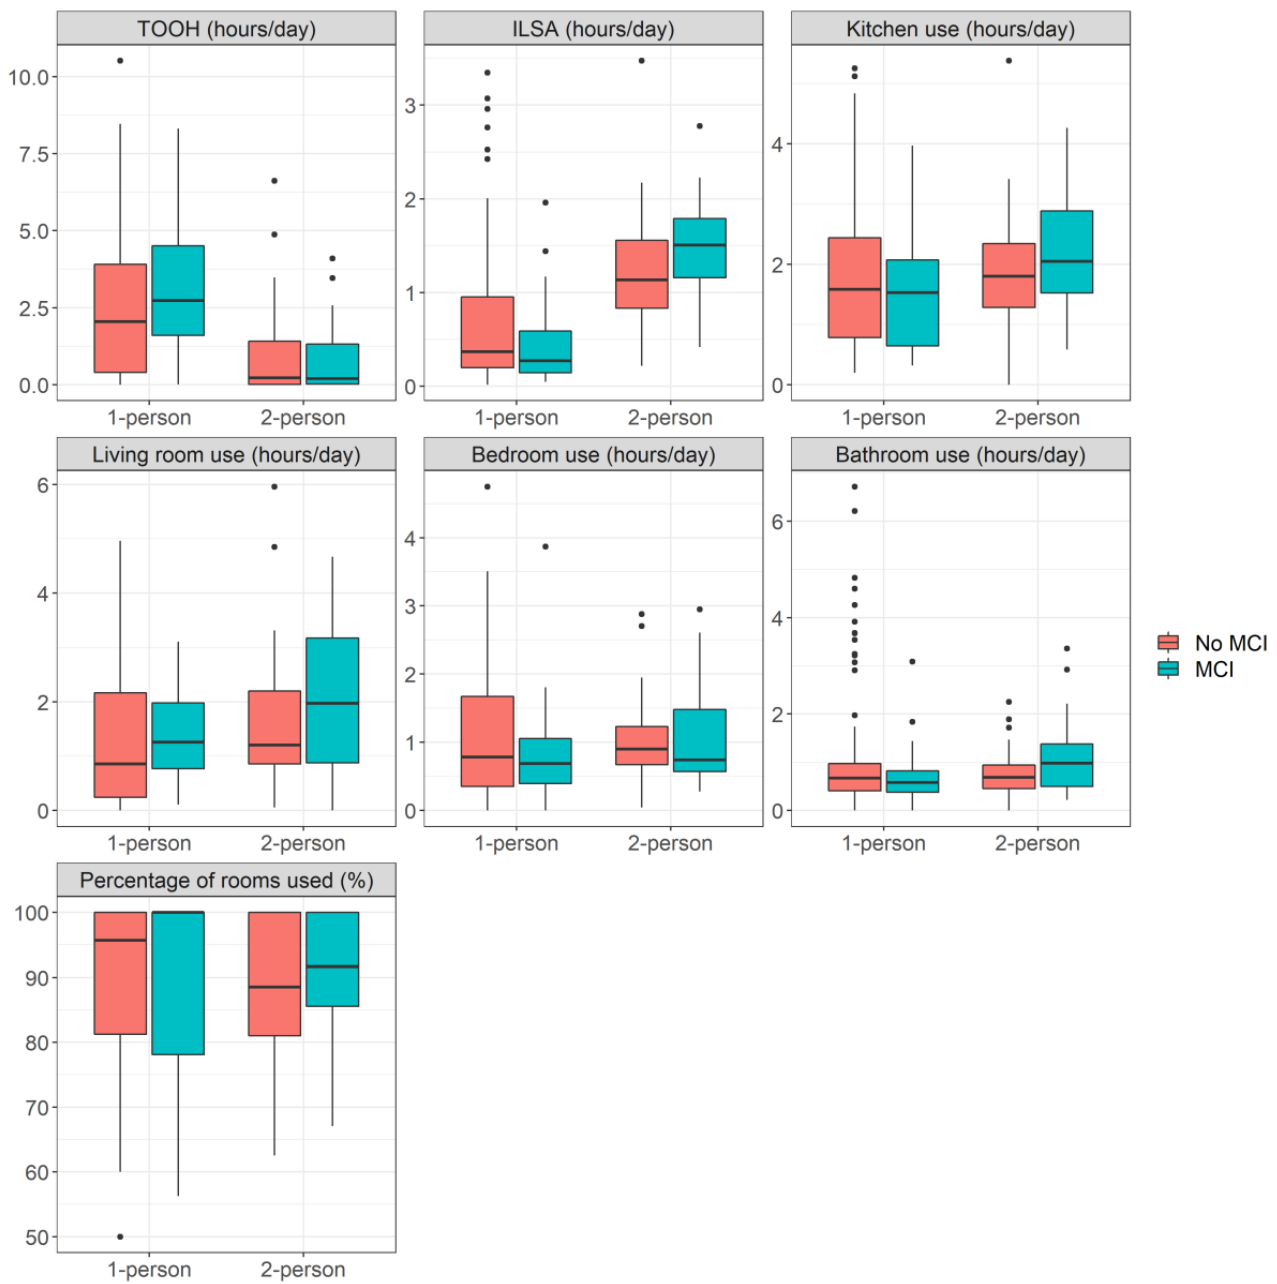 TOOH (hours/day)
ILSA (hours/day)
Kitchen use (hours/day)
10.0
7.5
5.0
2.5
0.0
3
2
1
0
4
2
0
1-person 2-person
1-person 2-person
1-person 2-person
Living room use (hours/day)
Bedroom use (hours/day)
Bathroom use (hours/day)
6
4
2
0
4
3
2
1
0
6
4
2
0
No MCI
MCI
1-person 2-person
1-person 2-person
1-person 2-person
Percentage of rooms used (%)
100
90
80
70
60
50
1-person 2-person